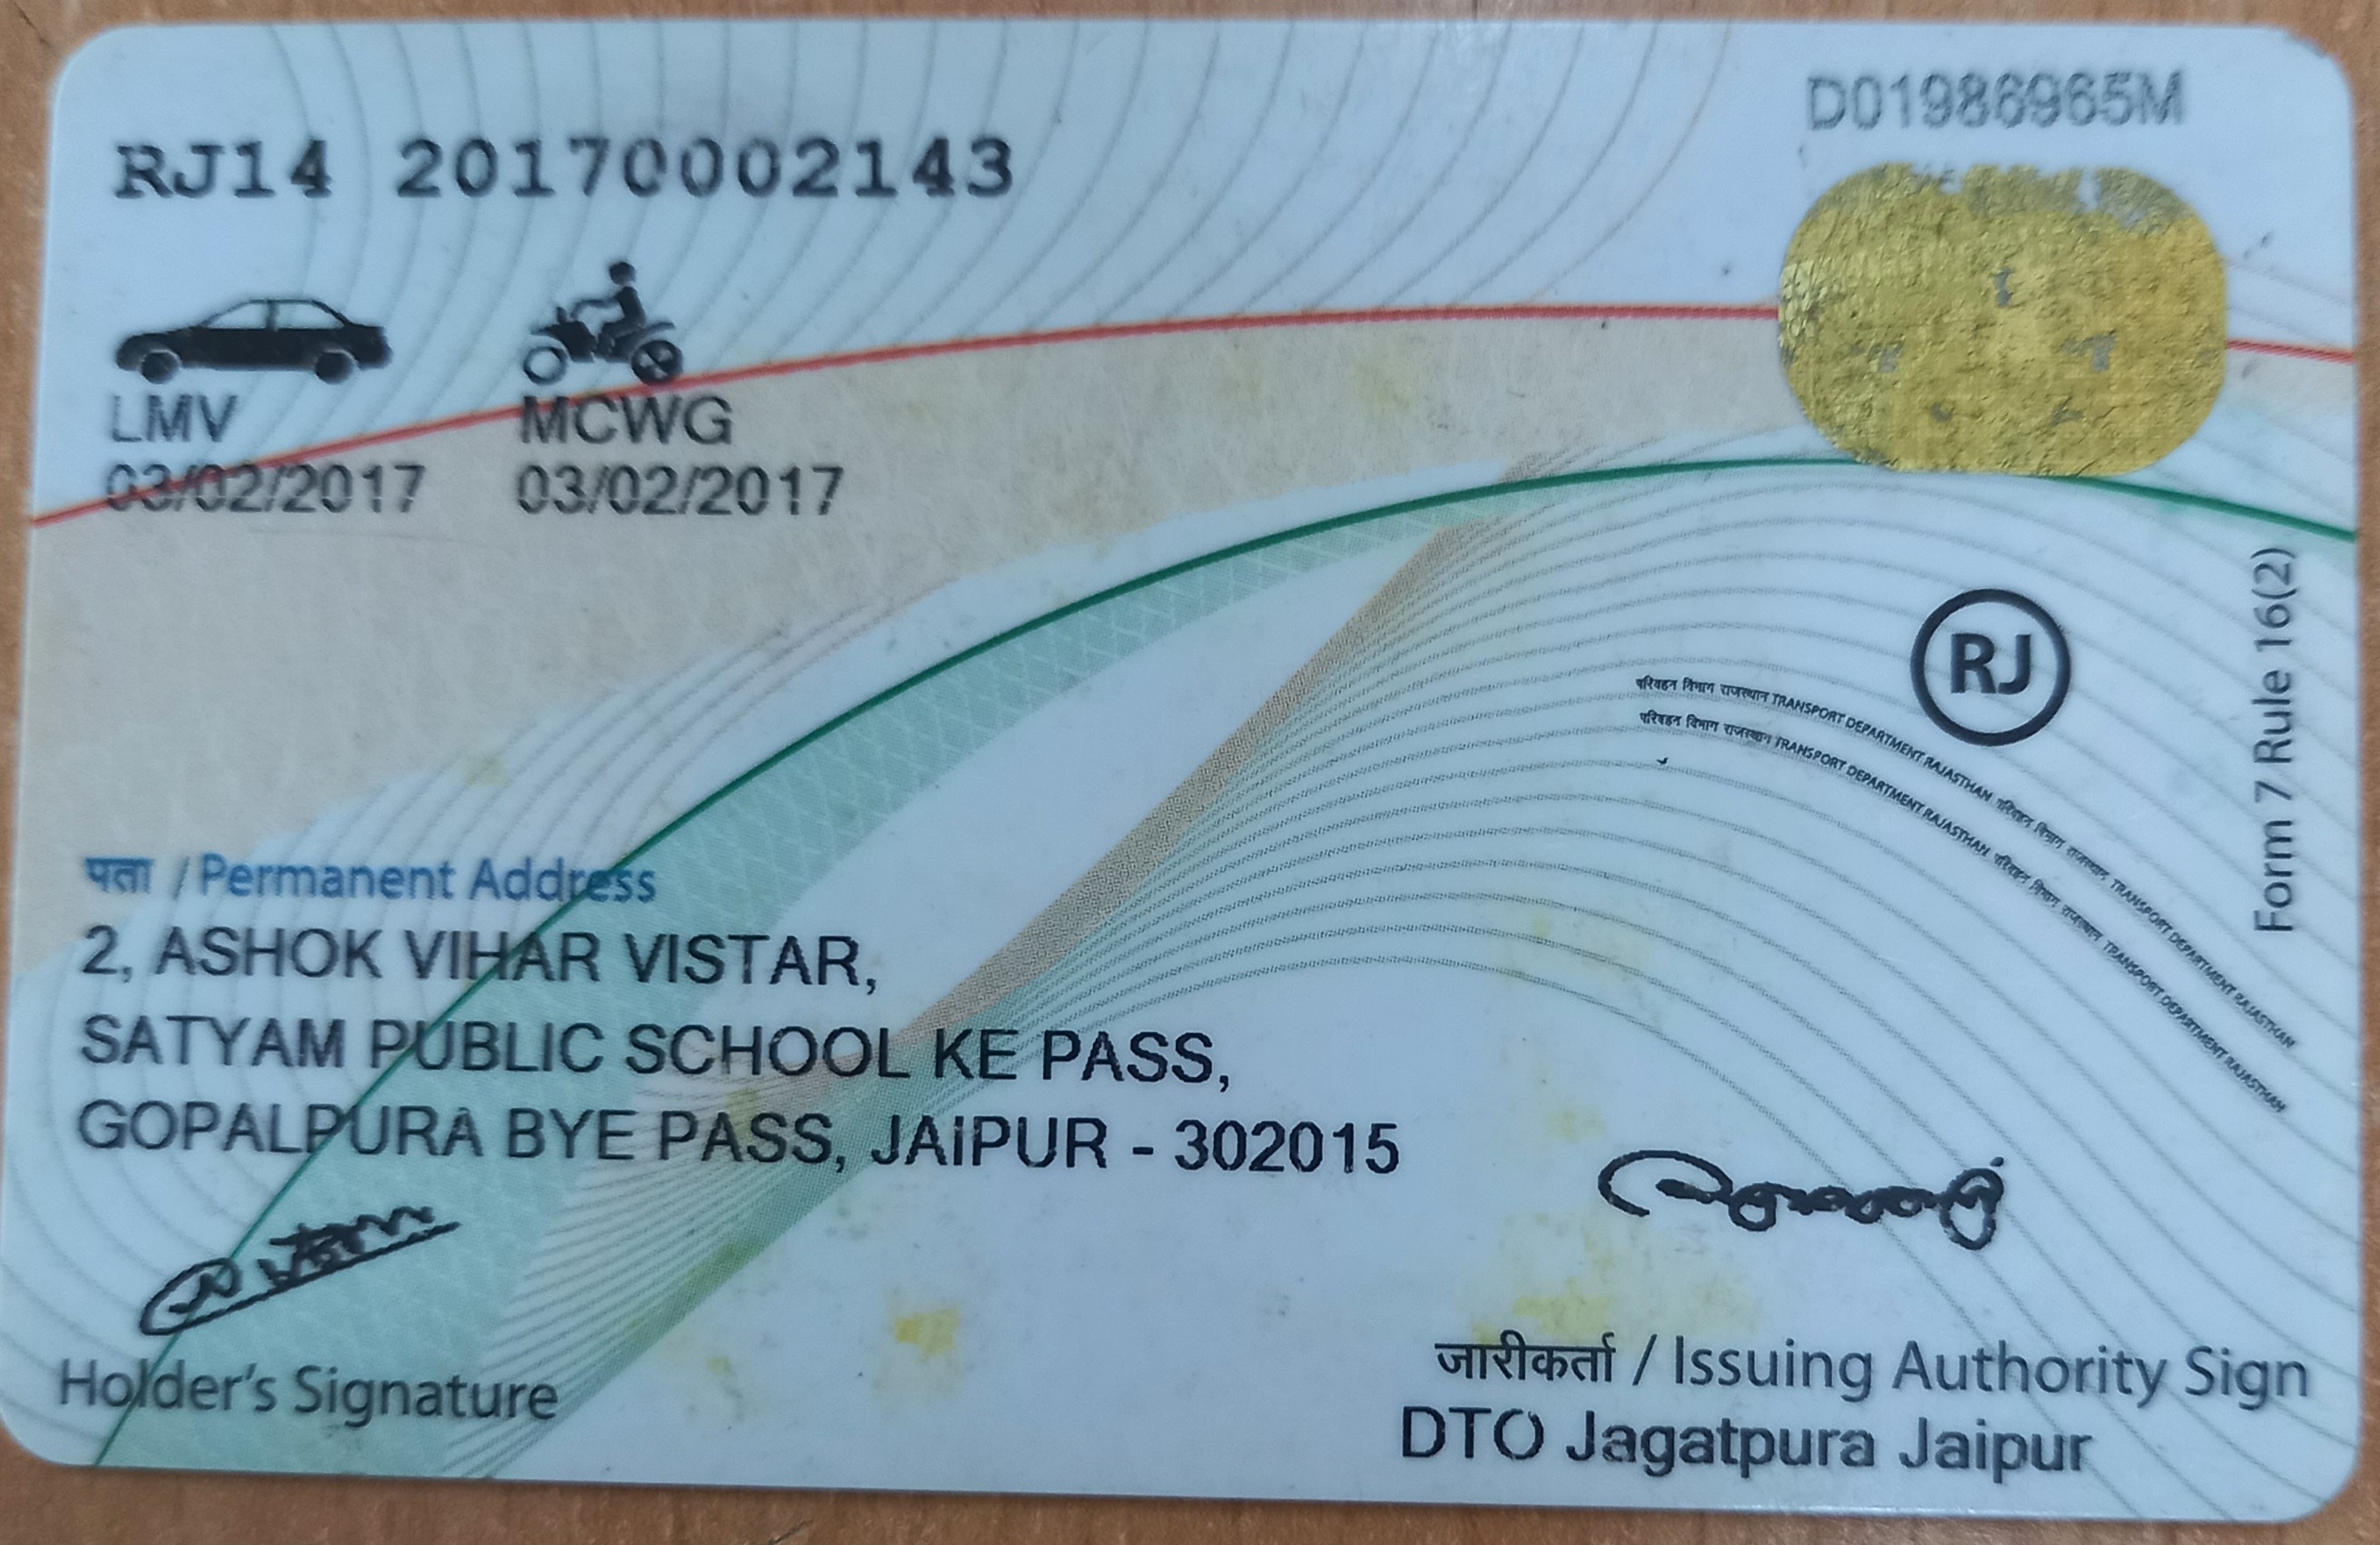 D01986965M
RJ14 20170002143
LMV MCWG
03/02/2017 03/02/2017
RJ
Form 7 Rule 16(2)
परिवहन विभाग राजस्थान TRANSPORT DEPARTMENT RAJASTHAN परिवहन विभाग राजस्थान TRANSPORT DEPARTMENT RAJASTHAN
परिवहन विभाग राजस्थान TRANSPORT DEPARTMENT RAJASTHAN परिवहन विभाग राजस्थान TRANSPORT DEPARTMENT RAJASTHAN
पता / Permanent Address
2, ASHOK VIHAR VISTAR,
SATYAM PUBLIC SCHOOL KE PASS,
GOPALPURA BYE PASS, JAIPUR - 302015
Holder's Signature
जारीकर्ता / Issuing Authority Sign
DTO Jagatpura Jaipur